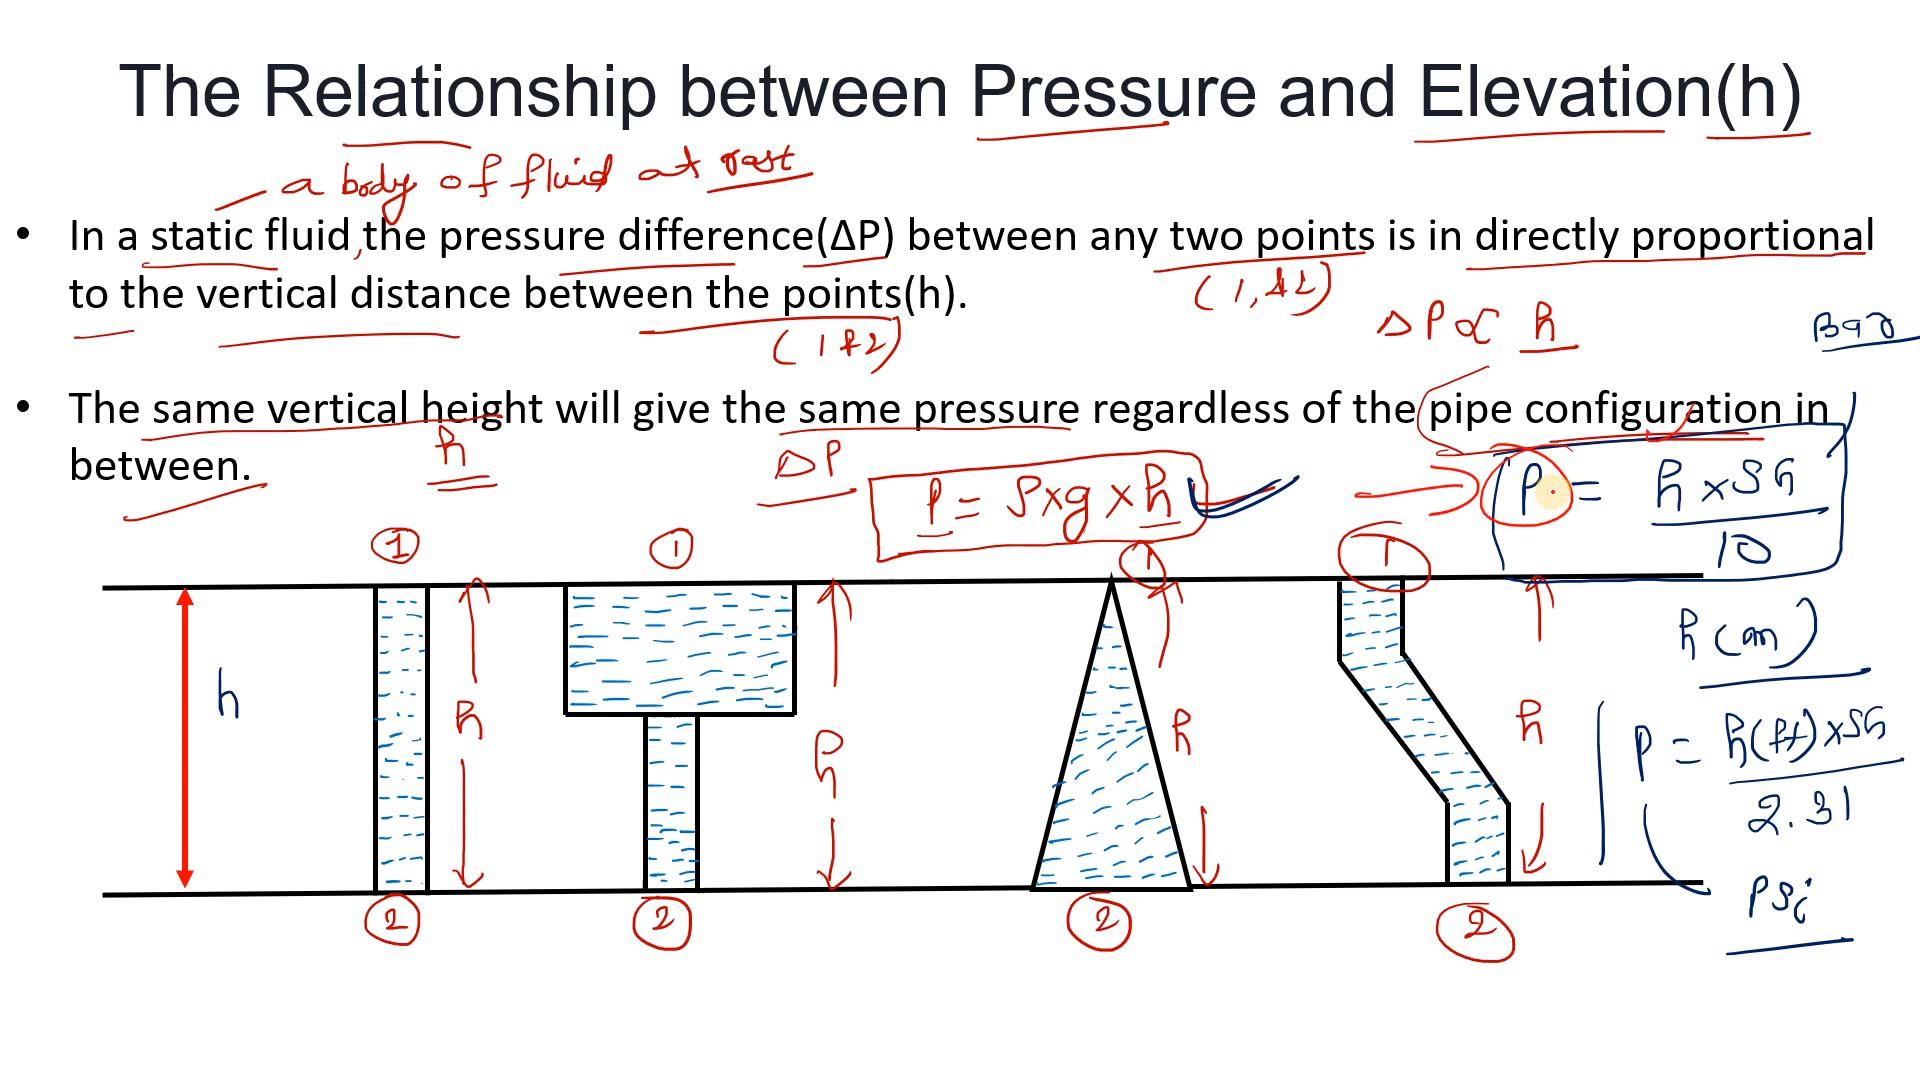 The Relationship between Pressure and Elevation(h)
a body of fluid at rest
• In a static fluid,the pressure difference(ΔP) between any two points is in directly proportional
to the vertical distance between the points(h).
(1,&2)
(1&2)
ΔP∝ h
Bar
• The same vertical height will give the same pressure regardless of the pipe configuration in
between.
h
ΔP
P = ρ×g×h
P = h×SG
10
1
1
1
1
h
h
h
h
h
h(m)
P = h(ft)×SG
2.31
Psi
2
2
2
2